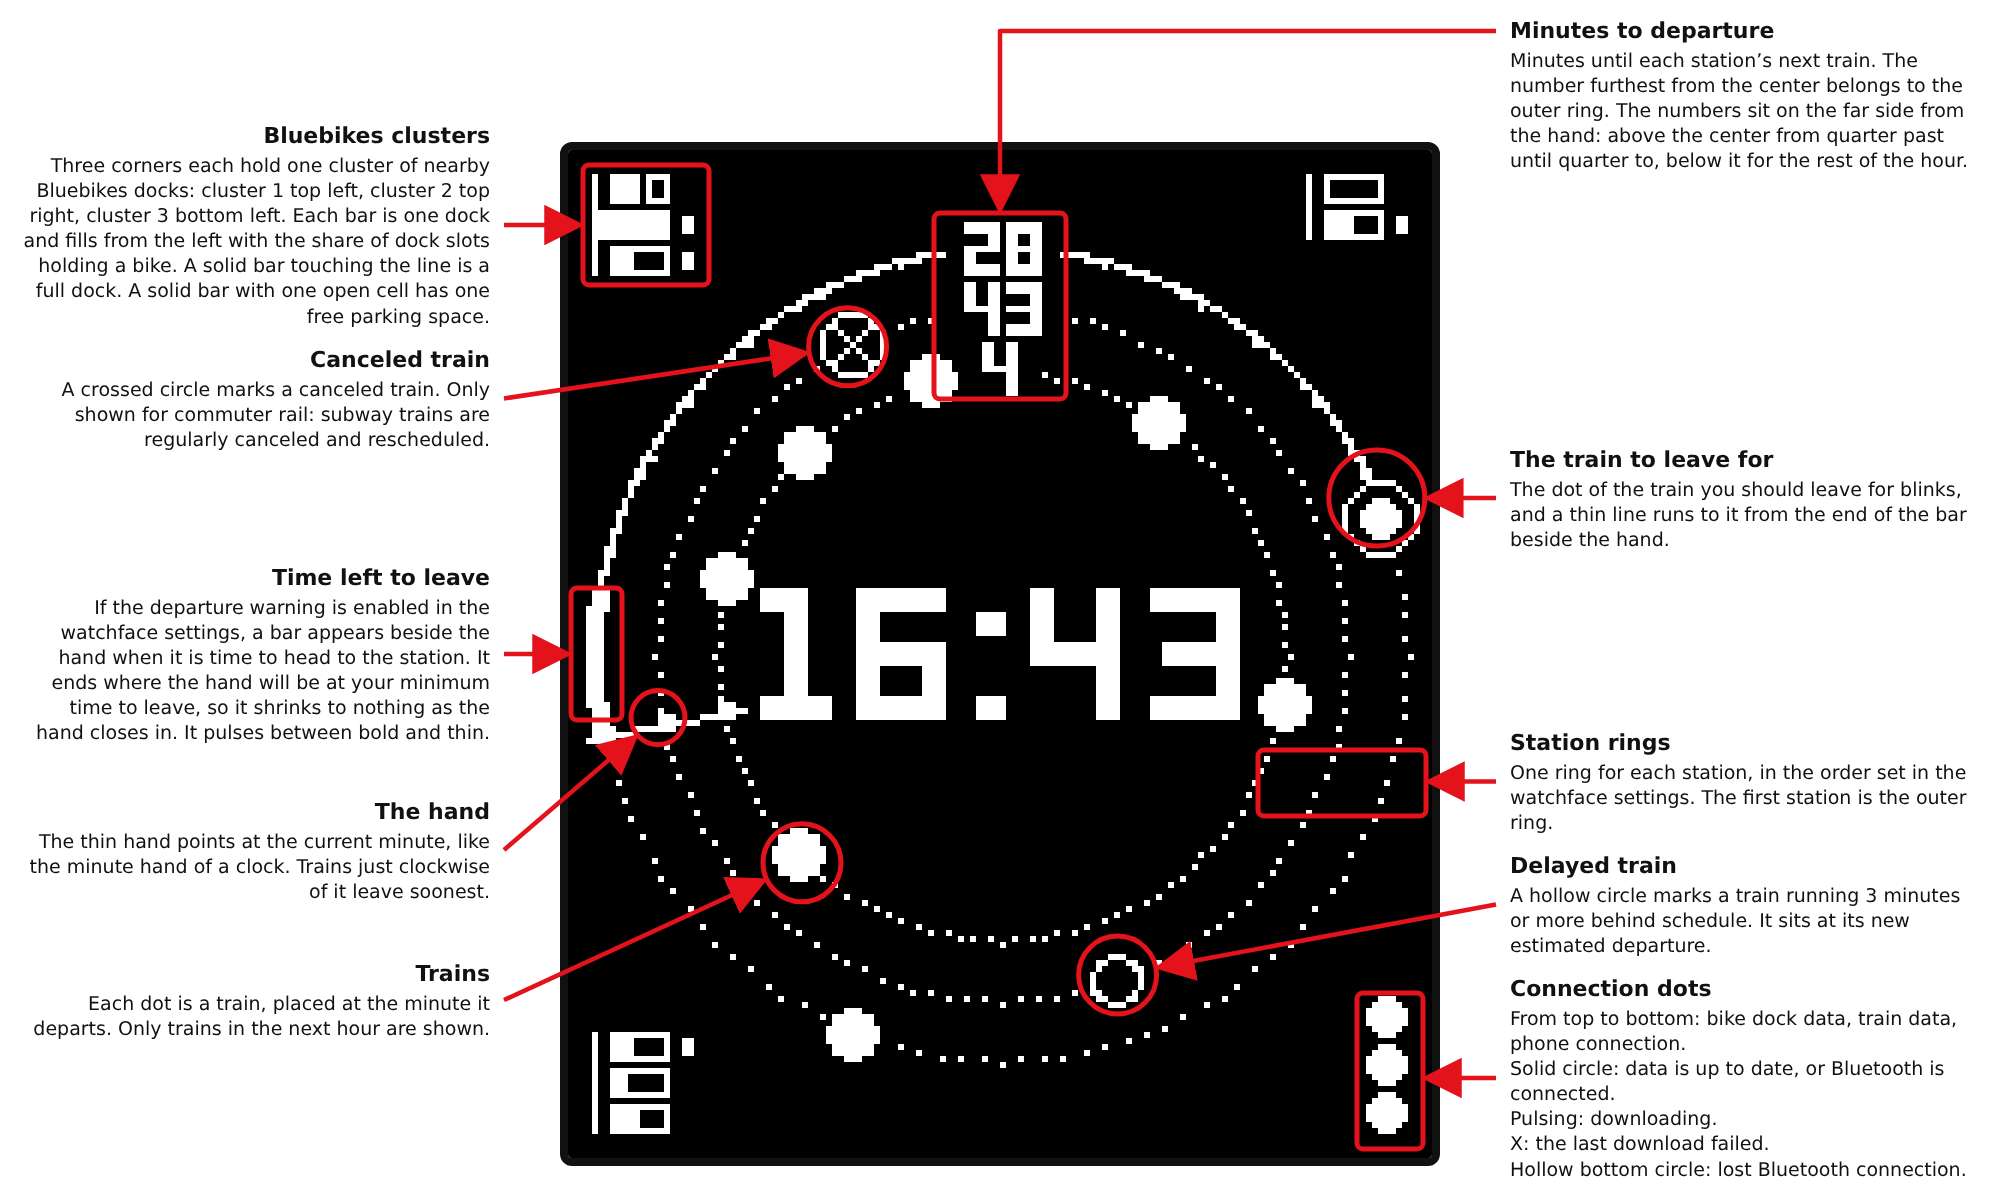 Minutes to departure
Minutes until each station’s next train. The
number furthest from the center belongs to the
outer ring. The numbers sit on the far side from
the hand: above the center from quarter past
until quarter to, below it for the rest of the hour.
Bluebikes clusters
Three corners each hold one cluster of nearby
Bluebikes docks: cluster 1 top left, cluster 2 top
right, cluster 3 bottom left. Each bar is one dock
and fills from the left with the share of dock slots
holding a bike. A solid bar touching the line is a
full dock. A solid bar with one open cell has one
free parking space.
Canceled train
A crossed circle marks a canceled train. Only
shown for commuter rail: subway trains are
regularly canceled and rescheduled.
Time left to leave
If the departure warning is enabled in the
watchface settings, a bar appears beside the
hand when it is time to head to the station. It
ends where the hand will be at your minimum
time to leave, so it shrinks to nothing as the
hand closes in. It pulses between bold and thin.
The hand
The thin hand points at the current minute, like
the minute hand of a clock. Trains just clockwise
of it leave soonest.
Trains
Each dot is a train, placed at the minute it
departs. Only trains in the next hour are shown.
28
43
4
16:43
The train to leave for
The dot of the train you should leave for blinks,
and a thin line runs to it from the end of the bar
beside the hand.
Station rings
One ring for each station, in the order set in the
watchface settings. The first station is the outer
ring.
Delayed train
A hollow circle marks a train running 3 minutes
or more behind schedule. It sits at its new
estimated departure.
Connection dots
From top to bottom: bike dock data, train data,
phone connection.
Solid circle: data is up to date, or Bluetooth is
connected.
Pulsing: downloading.
X: the last download failed.
Hollow bottom circle: lost Bluetooth connection.